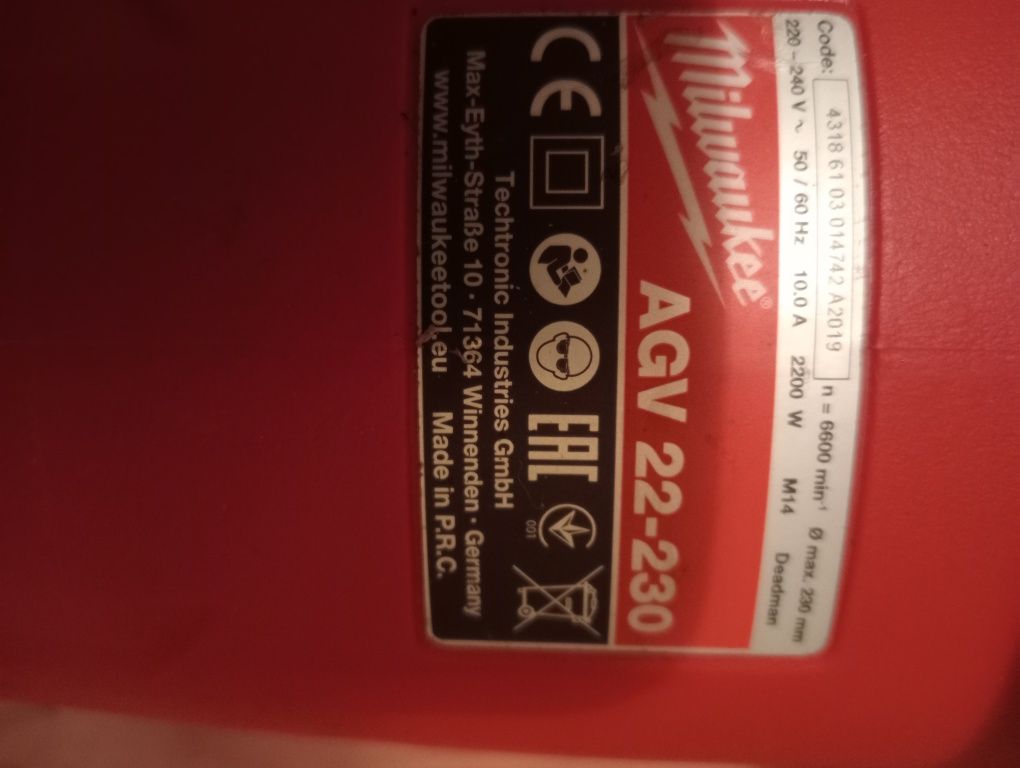 Code: 4318 61 03 014742 A2019 n = 6600 min-¹ Ø max. 230 mm
220 - 240 V ~ 50 / 60 Hz 10.0 A 2200 W M14 Deadman
Milwaukee®
AGV 22-230
CE EAC 001
Techtronic Industries GmbH
Max-Eyth-Straße 10 · 71364 Winnenden · Germany
www.milwaukeetool.eu Made in P.R.C.